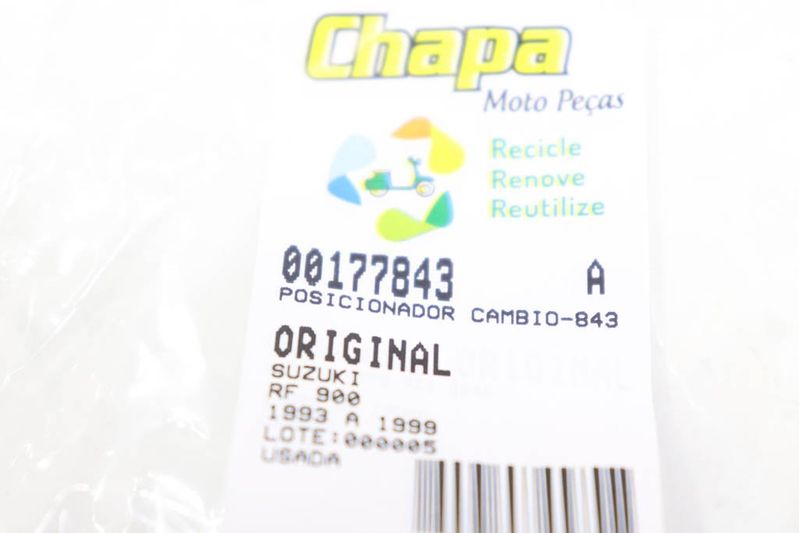 Chapa
Moto Peças
Recicle
Renove
Reutilize
00177843 A
POSICIONADOR CAMBIO-843
ORIGINAL
SUZUKI
RF 900
1993 A 1999
LOTE:000005
USADA